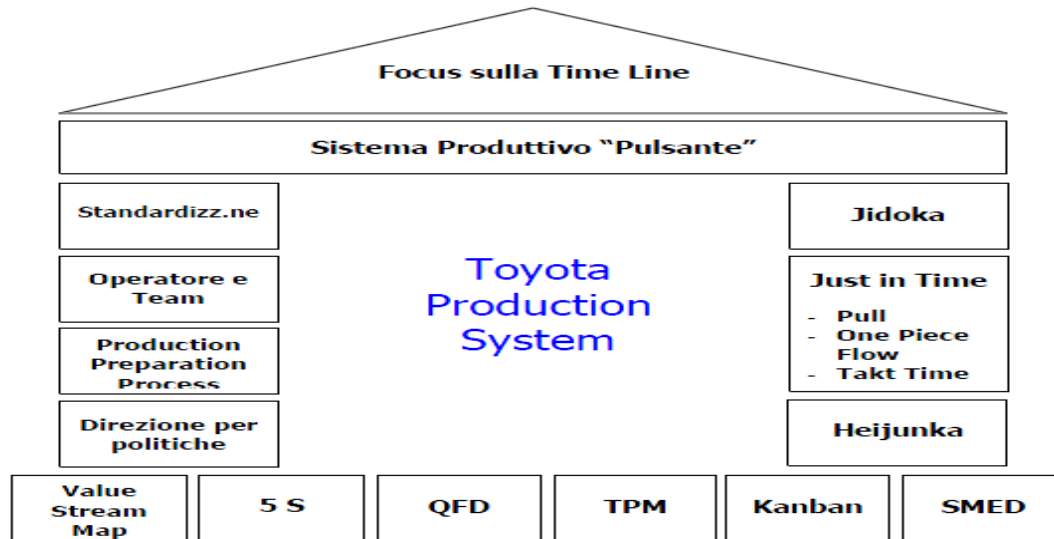 Focus sulla Time Line
Sistema Produttivo “Pulsante”
Standardizz.ne
Operatore e
Team
Production
Preparation
Process
Direzione per
politiche
Toyota
Production
System
Jidoka
Just in Time
- Pull
- One Piece
Flow
- Takt Time
Heijunka
Value
Stream
Map
5 S
QFD
TPM
Kanban
SMED